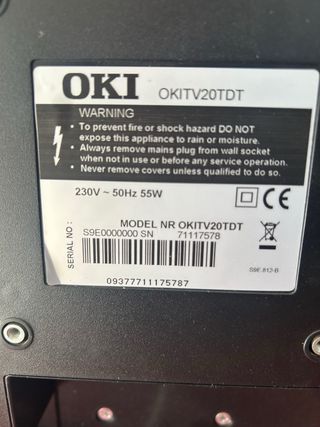 OKI OKITV20TDT
WARNING
• To prevent fire or shock hazard DO NOT
expose this appliance to rain or moisture.
• Always remove mains plug from wall socket
when not in use or before any service operation.
• Never remove covers unless qualified to do so.
230V ~ 50Hz 55W
CE
MODEL NR OKITV20TDT
SERIAL NO :
S9E0000000 SN 71117578
S9E.812-B
09377711175787